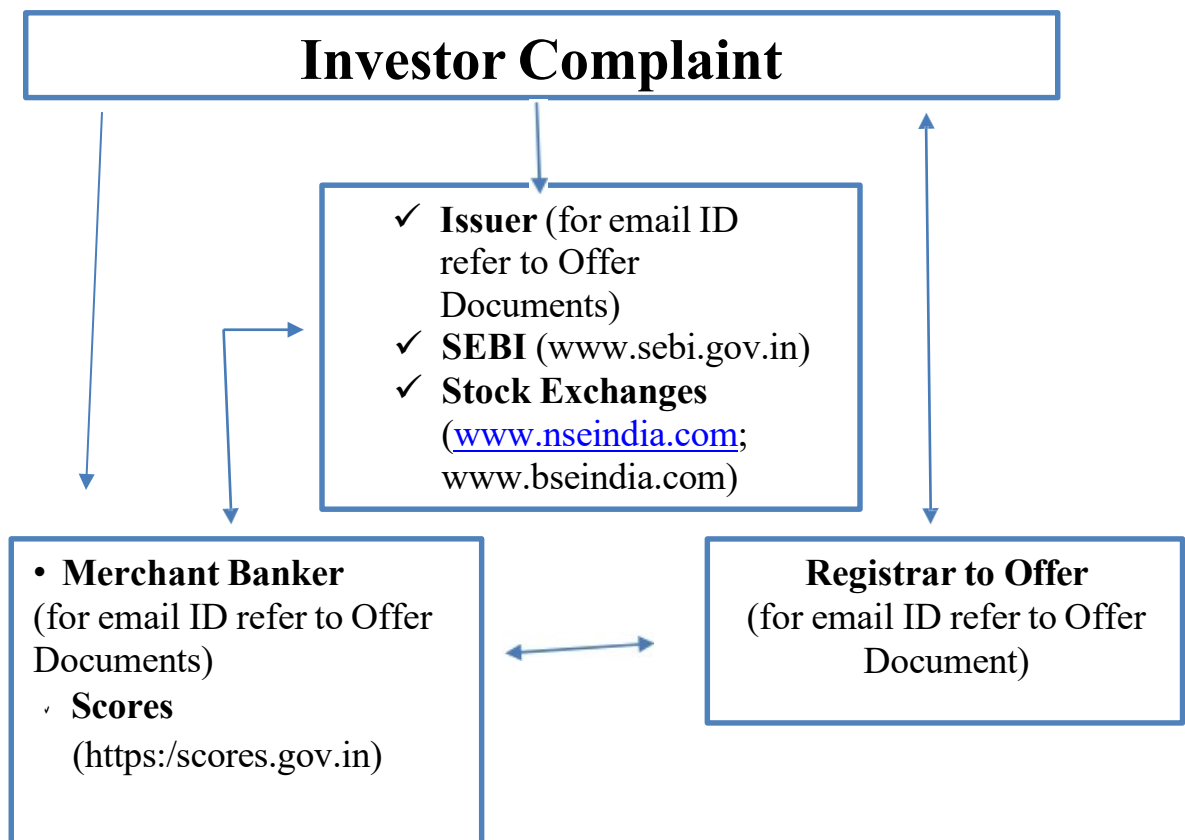 Investor Complaint
✓ Issuer (for email ID
refer to Offer
Documents)
✓ SEBI (www.sebi.gov.in)
✓ Stock Exchanges
(www.nseindia.com;
www.bseindia.com)
• Merchant Banker
(for email ID refer to Offer
Documents)
✓ Scores
(https:/scores.gov.in)
Registrar to Offer
(for email ID refer to Offer
Document)